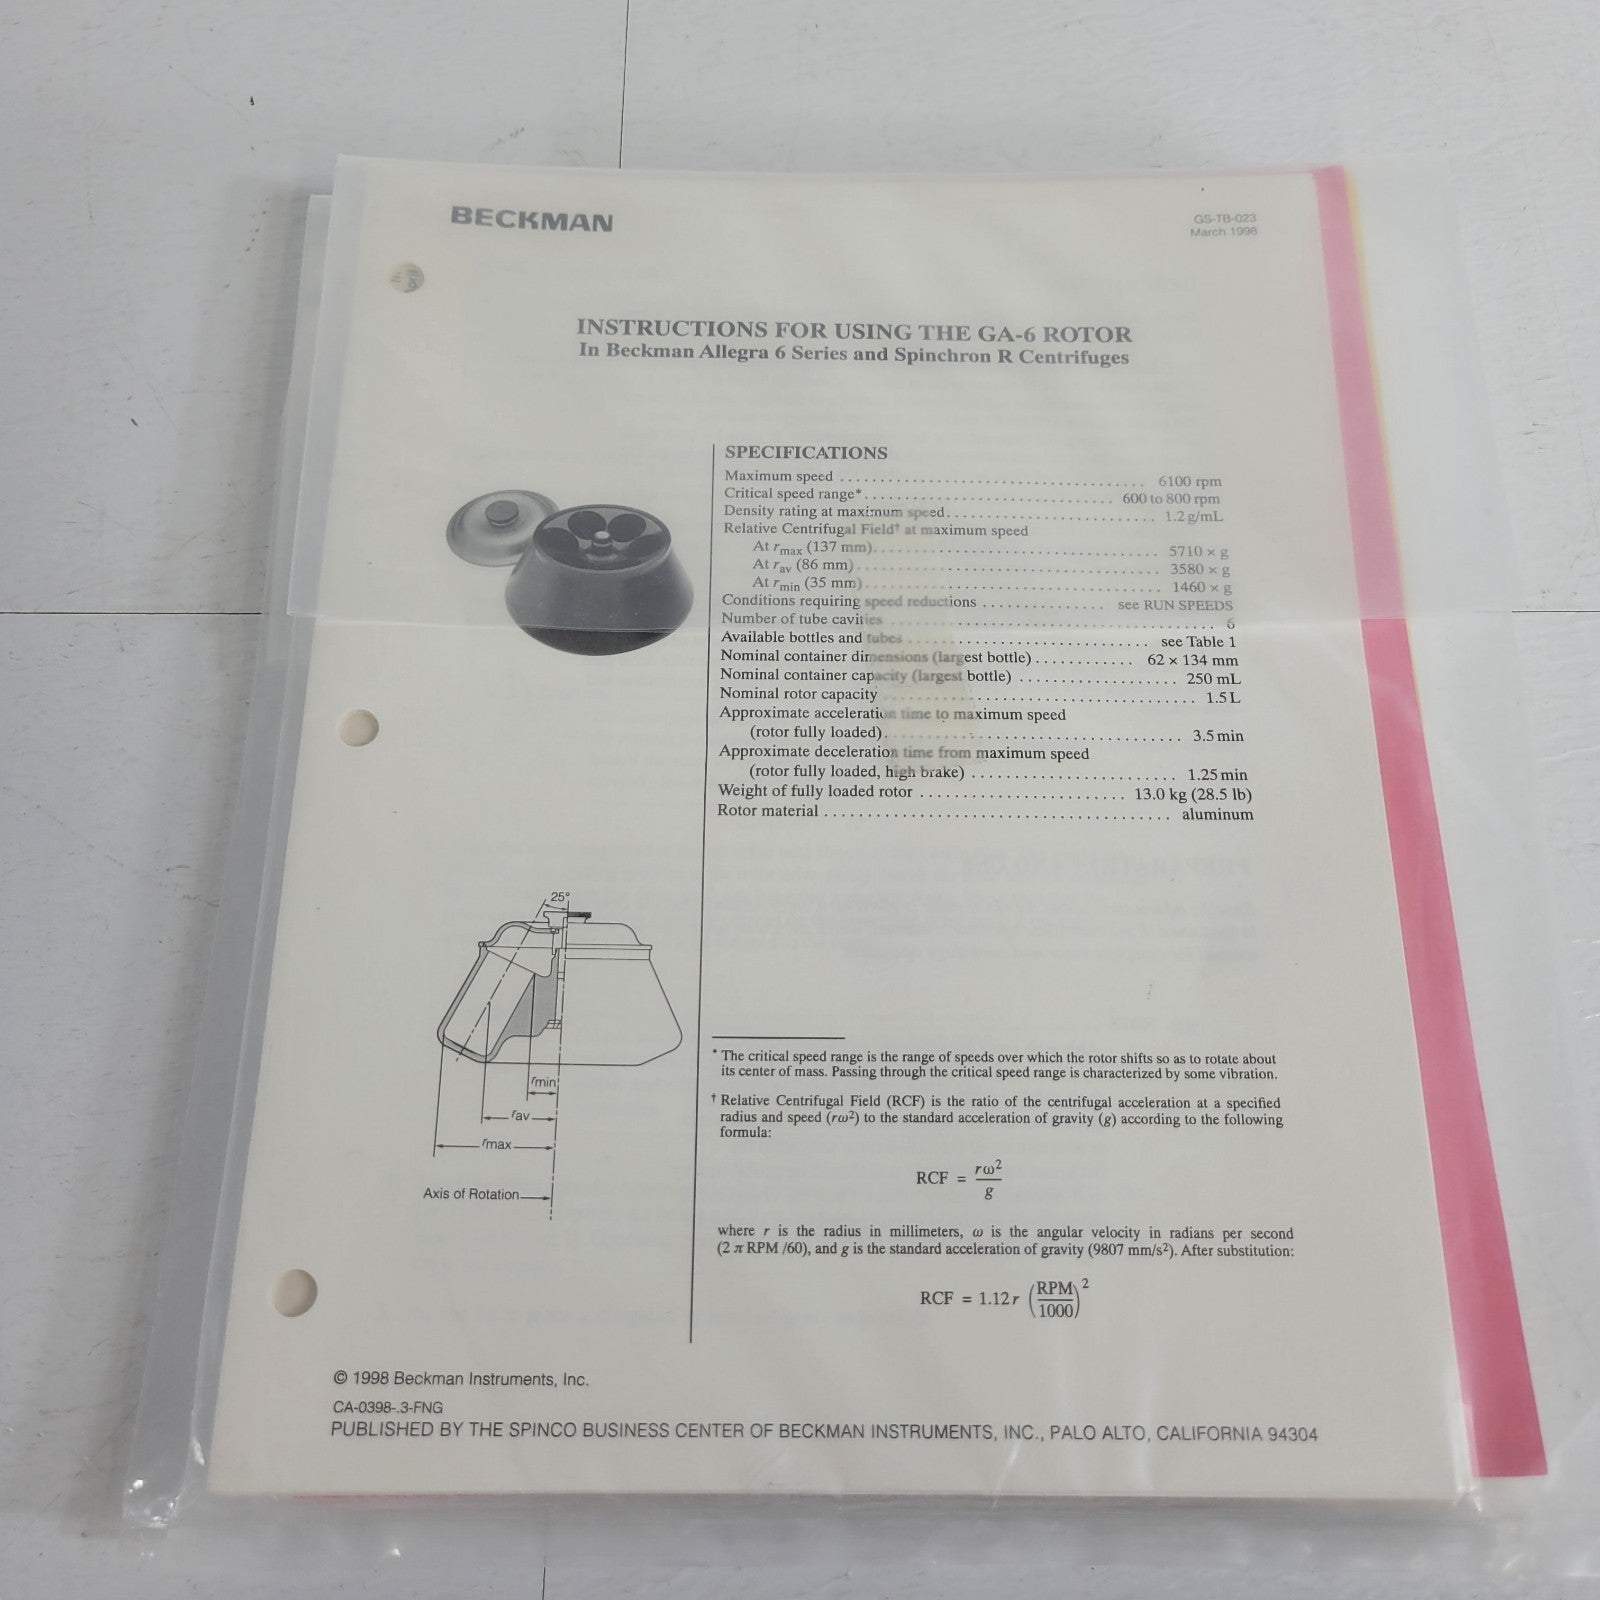 BECKMAN
GS-TB-023
March 1998
INSTRUCTIONS FOR USING THE GA-6 ROTOR
In Beckman Allegra 6 Series and Spinchron R Centrifuges
SPECIFICATIONS
Maximum speed . . . . . . . . . . 6100 rpm
Critical speed range* . . . . . . . . . . 600 to 800 rpm
Density rating at maximum speed . . . . . . . . . . 1.2 g/mL
Relative Centrifugal Field† at maximum speed
At rmax (137 mm) . . . . . . . . . . 5710 × g
At rav (86 mm) . . . . . . . . . . 3580 × g
At rmin (35 mm) . . . . . . . . . . 1460 × g
Conditions requiring speed reductions . . . . . . . . . . see RUN SPEEDS
Number of tube cavities . . . . . . . . . . 6
Available bottles and tubes . . . . . . . . . . see Table 1
Nominal container dimensions (largest bottle) . . . . . . . . . . 62 × 134 mm
Nominal container capacity (largest bottle) . . . . . . . . . . 250 mL
Nominal rotor capacity . . . . . . . . . . 1.5 L
Approximate acceleration time to maximum speed
(rotor fully loaded) . . . . . . . . . . 3.5 min
Approximate deceleration time from maximum speed
(rotor fully loaded, high brake) . . . . . . . . . . 1.25 min
Weight of fully loaded rotor . . . . . . . . . . 13.0 kg (28.5 lb)
Rotor material . . . . . . . . . . aluminum
25°
rmin
rav
rmax
Axis of Rotation
* The critical speed range is the range of speeds over which the rotor shifts so as to rotate about
its center of mass. Passing through the critical speed range is characterized by some vibration.
† Relative Centrifugal Field (RCF) is the ratio of the centrifugal acceleration at a specified
radius and speed (rω²) to the standard acceleration of gravity (g) according to the following
formula:
RCF = rω² / g
where r is the radius in millimeters, ω is the angular velocity in radians per second
(2 π RPM /60), and g is the standard acceleration of gravity (9807 mm/s²). After substitution:
RCF = 1.12 r (RPM / 1000)²
© 1998 Beckman Instruments, Inc.
CA-0398-.3-FNG
PUBLISHED BY THE SPINCO BUSINESS CENTER OF BECKMAN INSTRUMENTS, INC., PALO ALTO, CALIFORNIA 94304